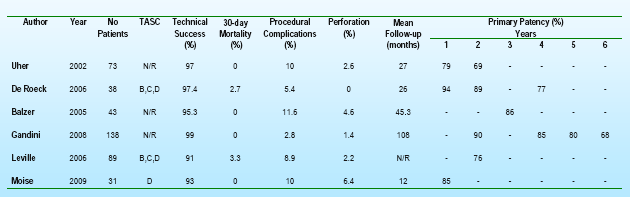 Author Year No Patients TASC Technical Success (%) 30-day Mortality (%) Procedural Complications (%) Perforation (%) Mean Follow-up (months) Primary Patency (%) Years
1 2 3 4 5 6
Uher 2002 73 N/R 97 0 10 2.6 27 79 69 - - - -
De Roeck 2006 38 B,C,D 97.4 2.7 5.4 0 26 94 89 - 77 - -
Balzer 2005 43 N/R 95.3 0 11.6 4.6 45.3 - - 86 - - -
Gandini 2008 138 N/R 99 0 2.8 1.4 108 - 90 - 85 80 68
Leville 2006 89 B,C,D 91 3.3 8.9 2.2 N/R - 76 - - - -
Moise 2009 31 D 93 0 10 6.4 12 85 - - - - -